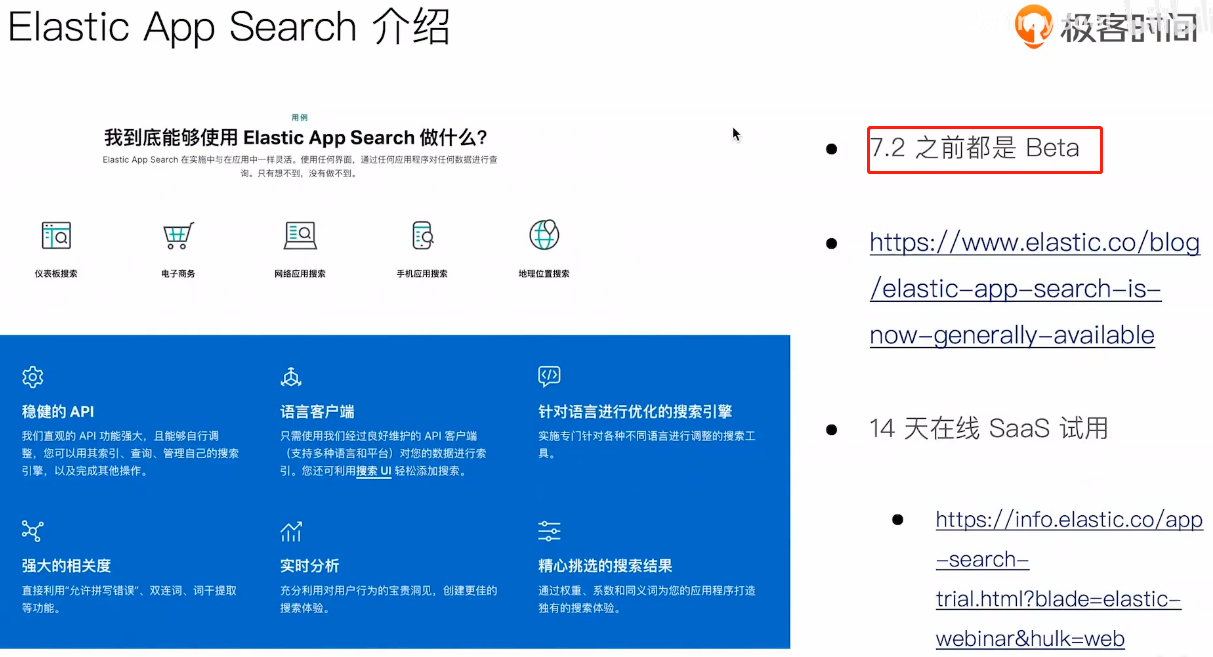 Elastic App Search 介绍
极客时间
用例
我到底能够使用 Elastic App Search 做什么?
Elastic App Search 在实施中与在应用中一样灵活。使用任何界面，通过任何应用程序对任何数据进行查
询。只有想不到，没有做不到。
仪表板搜索
电子商务
网络应用搜索
手机应用搜索
地理位置搜索
稳健的 API
我们直观的 API 功能强大，且能够自行调
整，您可以用其索引、查询、管理自己的搜索
引擎，以及完成其他操作。
语言客户端
只需使用我们经过良好维护的 API 客户端
（支持多种语言和平台）对您的数据进行索
引。您还可利用搜索 UI 轻松添加搜索。
针对语言进行优化的搜索引擎
实施专门针对各种不同语言进行调整的搜索工
具。
强大的相关度
直接利用“允许拼写错误”、双连词、词干提取
等功能。
实时分析
充分利用对用户行为的宝贵洞见，创建更佳的
搜索体验。
精心挑选的搜索结果
通过权重、系数和同义词为您的应用程序打造
独有的搜索体验。
7.2 之前都是 Beta
https://www.elastic.co/blog
/elastic-app-search-is-
now-generally-available
14 天在线 SaaS 试用
https://info.elastic.co/app
-search-
trial.html?blade=elastic-
webinar&hulk=web